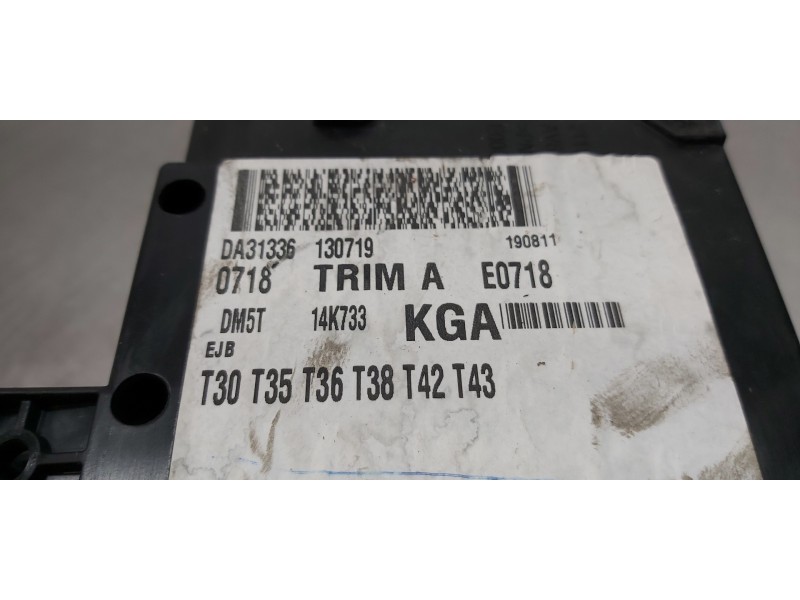 DA31336 130719 190811
0718 TRIM A E0718
DM5T 14K733 KGA
EJB
T30 T35 T36 T38 T42 T43